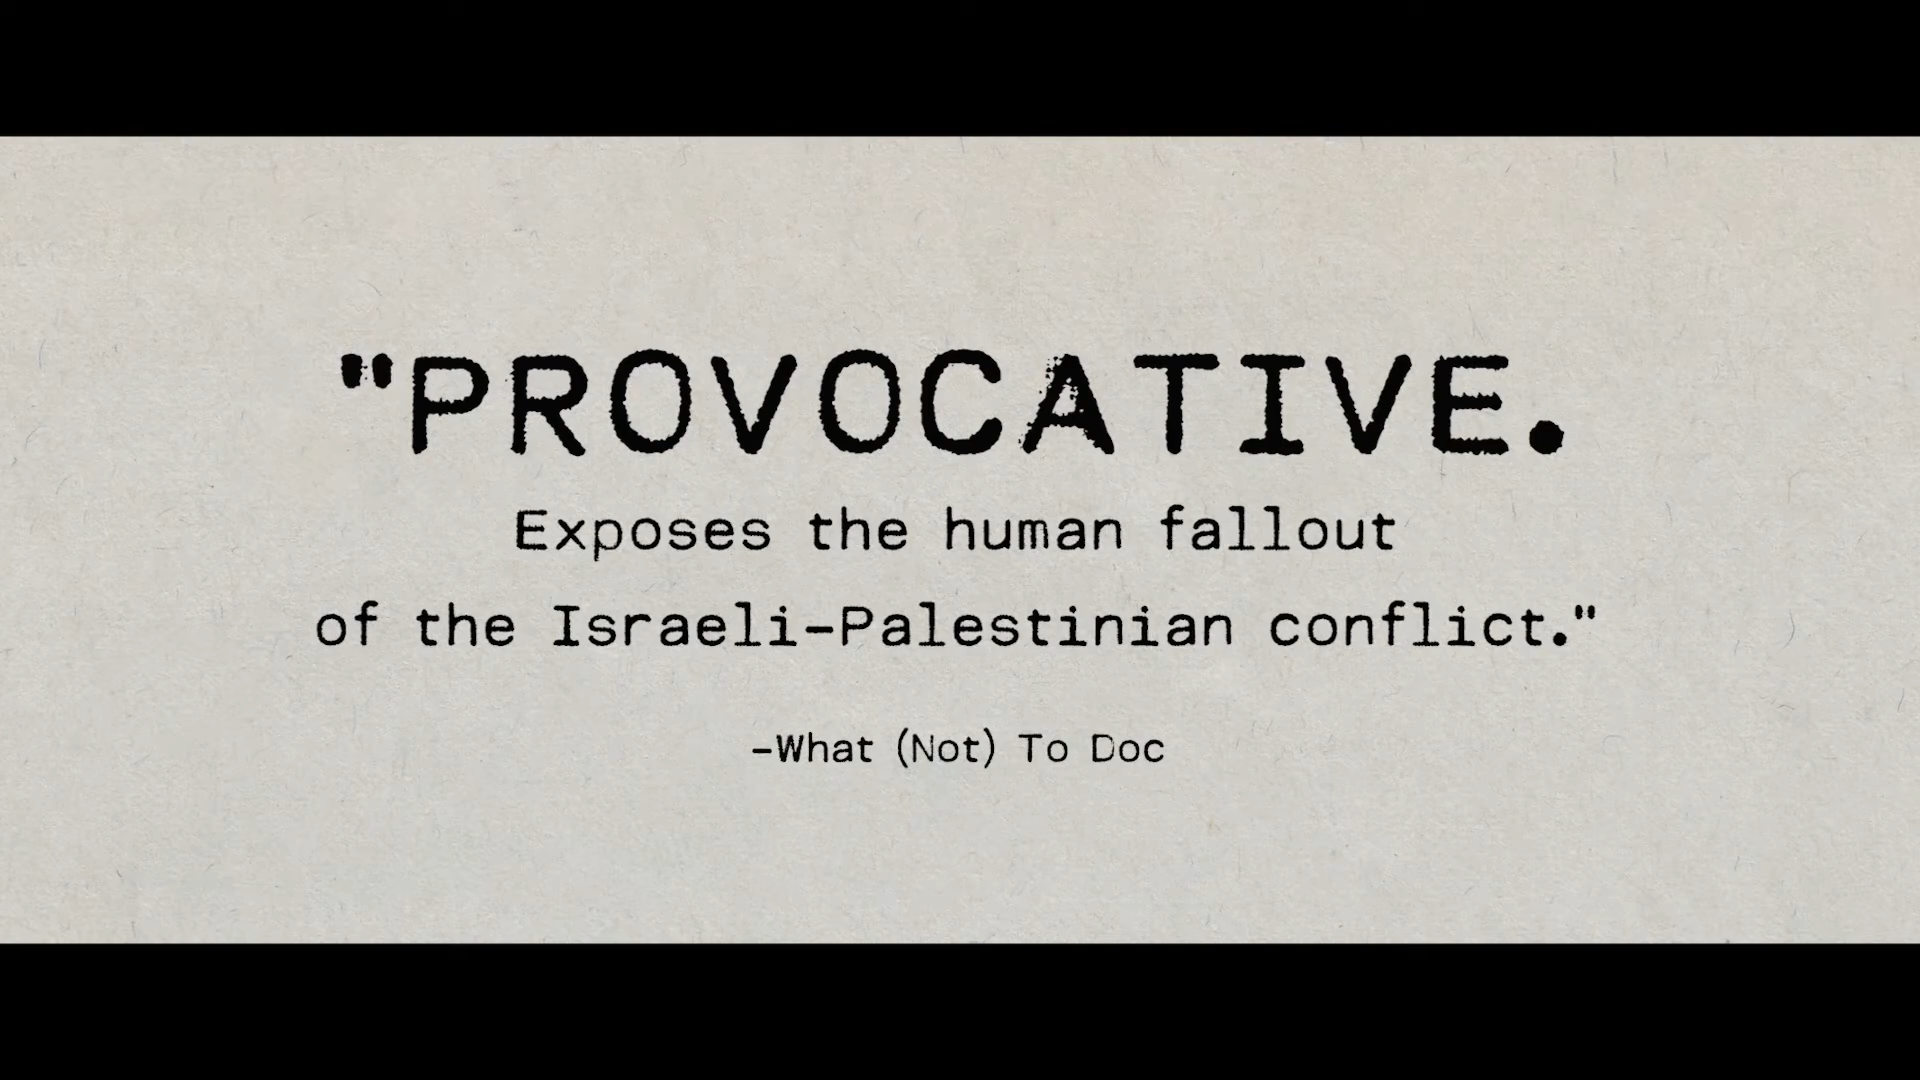 "PROVOCATIVE.
Exposes the human fallout
of the Israeli-Palestinian conflict."
-What (Not) To Doc